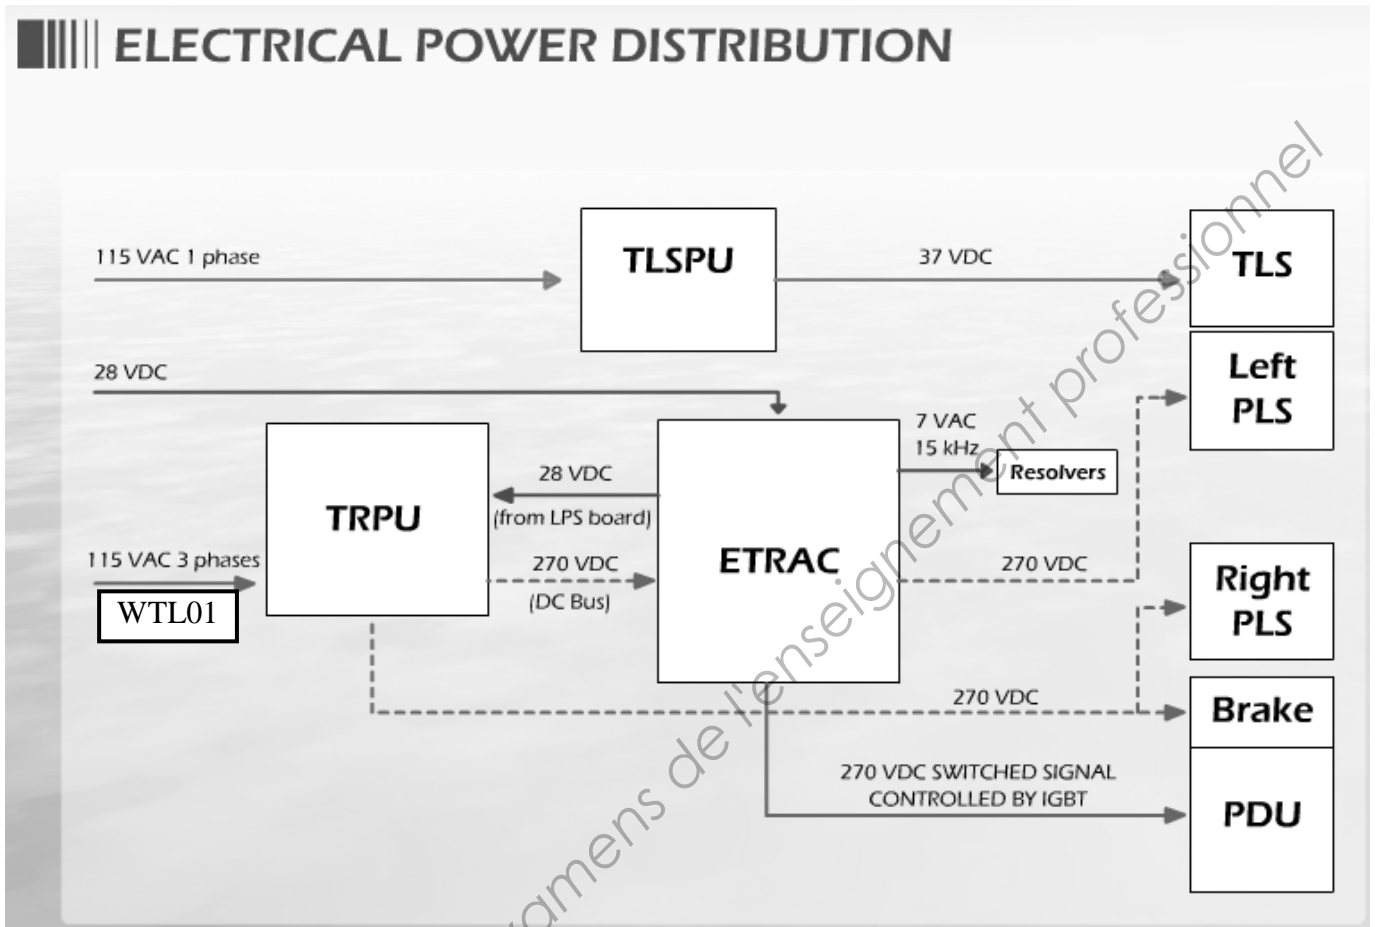 ELECTRICAL POWER DISTRIBUTION
115 VAC 1 phase
TLSPU
37 VDC
TLS
28 VDC
Left
PLS
7 VAC
15 kHz
Resolvers
TRPU
28 VDC
(from LPS board)
ETRAC
115 VAC 3 phases
WTL01
270 VDC
(DC Bus)
270 VDC
Right
PLS
270 VDC
Brake
270 VDC SWITCHED SIGNAL
CONTROLLED BY IGBT
PDU
xamens de l'enseignement professionnel